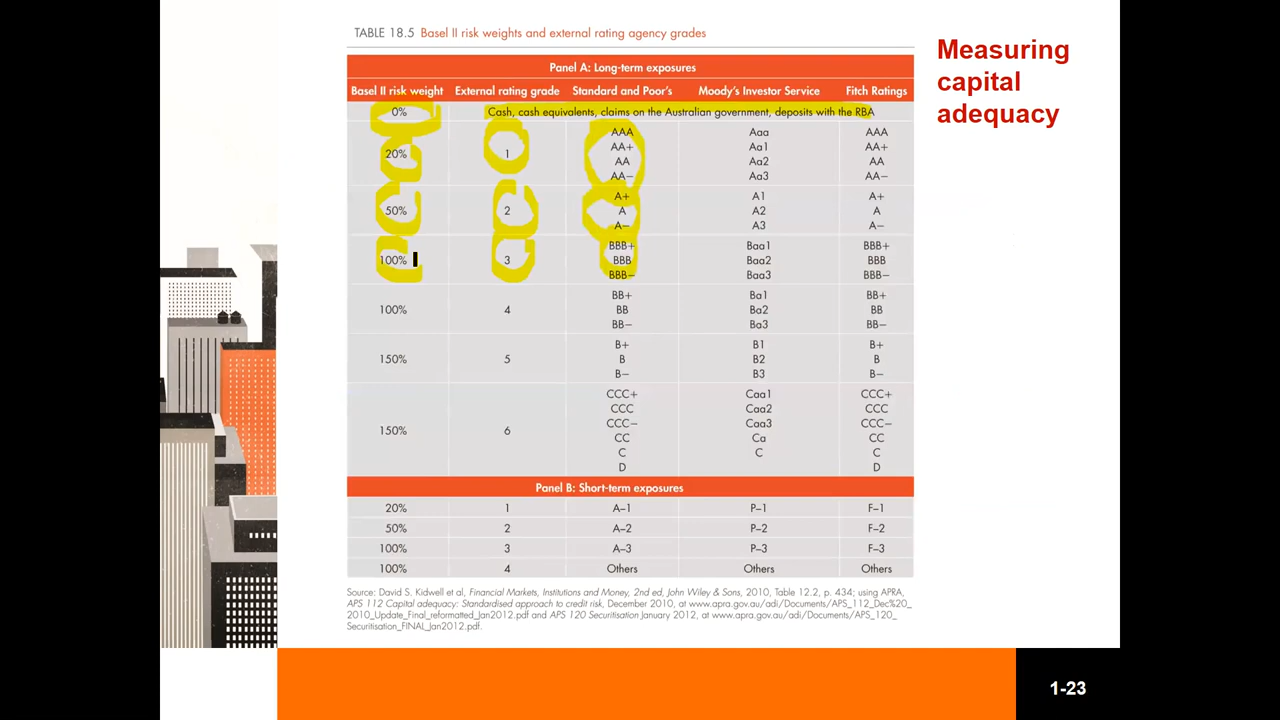 TABLE 18.5 Basel II risk weights and external rating agency grades
Measuring
capital
adequacy
Panel A: Long-term exposures
Basel II risk weight External rating grade Standard and Poor's Moody's Investor Service Fitch Ratings
0% Cash, cash equivalents, claims on the Australian government, deposits with the RBA
AAA Aaa AAA
AA+ Aa1 AA+
20% 1 AA Aa2 AA
AA− Aa3 AA−
A+ A1 A+
50% 2 A A2 A
A− A3 A−
BBB+ Baa1 BBB+
100% 3 BBB Baa2 BBB
BBB− Baa3 BBB−
BB+ Ba1 BB+
100% 4 BB Ba2 BB
BB− Ba3 BB−
B+ B1 B+
150% 5 B B2 B
B− B3 B−
CCC+ Caa1 CCC+
CCC Caa2 CCC
CCC− Caa3 CCC−
150% 6 CC Ca CC
C C C
D D
Panel B: Short-term exposures
20% 1 A–1 P–1 F–1
50% 2 A–2 P–2 F–2
100% 3 A–3 P–3 F–3
100% 4 Others Others Others
Source: David S. Kidwell et al, Financial Markets, Institutions and Money, 2nd ed, John Wiley & Sons, 2010, Table 12.2, p. 434; using APRA,
APS 112 Capital adequacy: Standardised approach to credit risk, December 2010, at www.apra.gov.au/adi/Documents/APS_112_Dec%20_
2010_Update_Final_reformatted_Jan2012.pdf and APS 120 Securitisation January 2012, at www.apra.gov.au/adi/Documents/APS_120_
Securitisation_FINAL_Jan2012.pdf.
1-23